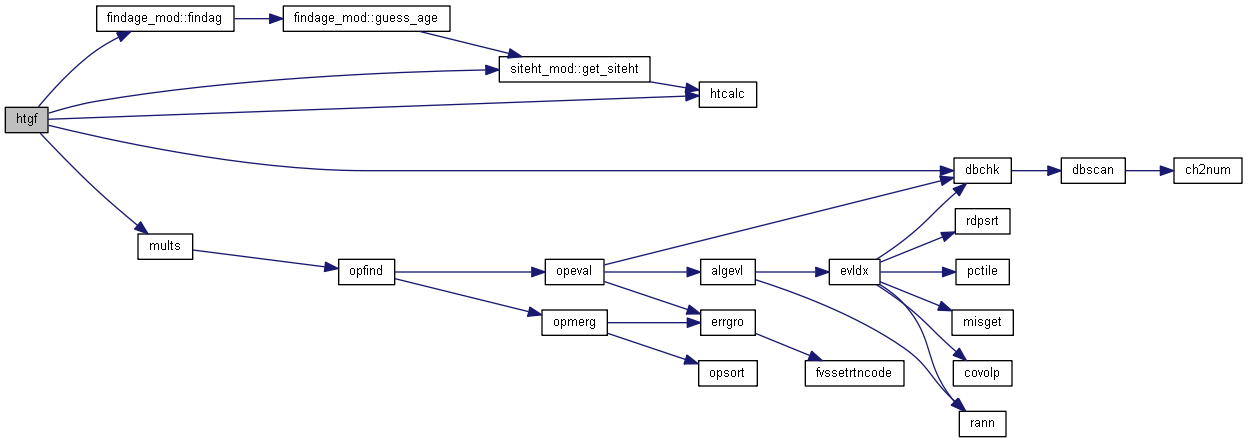 findage_mod::findag
findage_mod::guess_age
siteht_mod::get_siteht
htcalc
htgf
dbchk
dbscan
ch2num
rdpsrt
mults
opfind
opeval
algevl
evldx
pctile
opmerg
errgro
misget
opsort
fvssetrtncode
covolp
rann